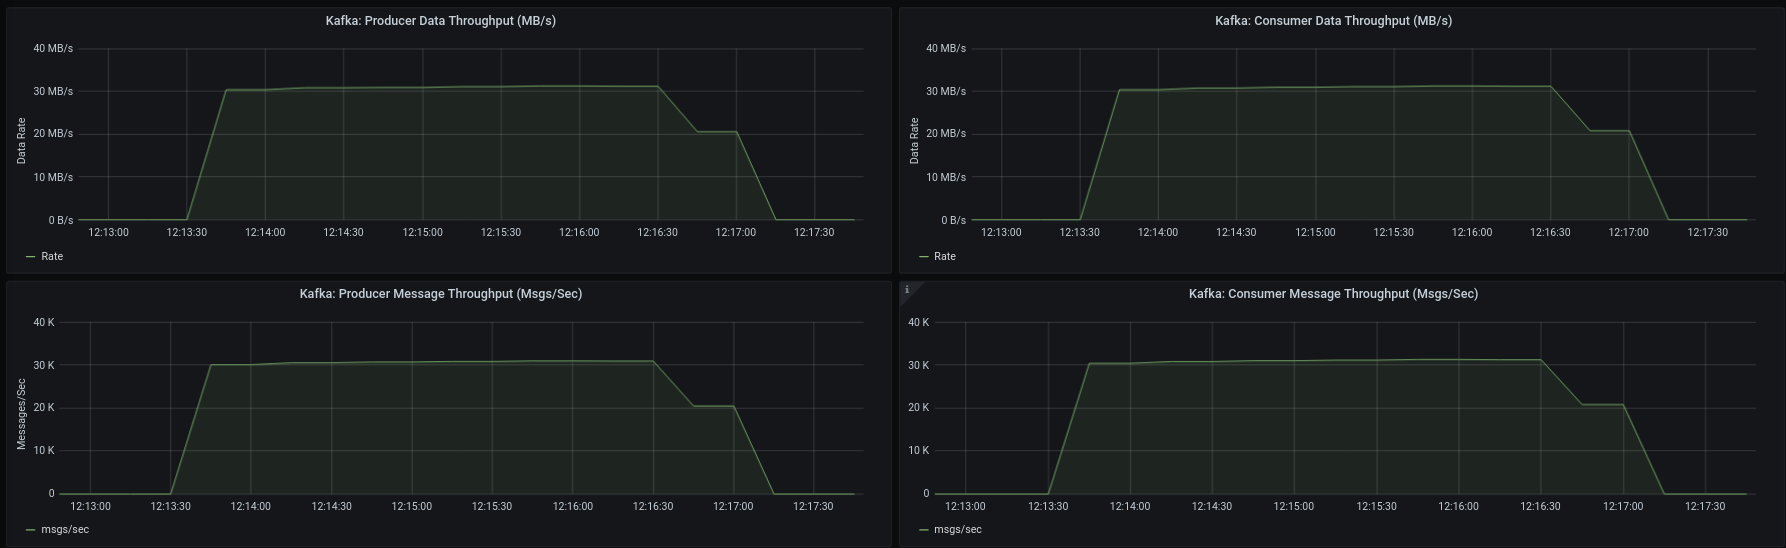 Kafka: Producer Data Throughput (MB/s)
40 MB/s
30 MB/s
20 MB/s
10 MB/s
0 B/s
Data Rate
12:13:00 12:13:30 12:14:00 12:14:30 12:15:00 12:15:30 12:16:00 12:16:30 12:17:00 12:17:30
Rate
Kafka: Consumer Data Throughput (MB/s)
40 MB/s
30 MB/s
20 MB/s
10 MB/s
0 B/s
Data Rate
12:13:00 12:13:30 12:14:00 12:14:30 12:15:00 12:15:30 12:16:00 12:16:30 12:17:00 12:17:30
Rate
Kafka: Producer Message Throughput (Msgs/Sec)
40 K
30 K
20 K
10 K
0
Messages/Sec
12:13:00 12:13:30 12:14:00 12:14:30 12:15:00 12:15:30 12:16:00 12:16:30 12:17:00 12:17:30
msgs/sec
i
Kafka: Consumer Message Throughput (Msgs/Sec)
40 K
30 K
20 K
10 K
0
12:13:00 12:13:30 12:14:00 12:14:30 12:15:00 12:15:30 12:16:00 12:16:30 12:17:00 12:17:30
msgs/sec